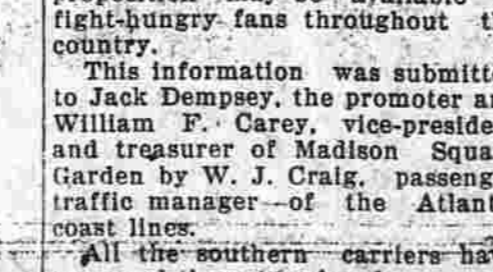 fight-hungry fans throughout t
country.
This information was submitt
to Jack Dempsey, the promoter a
William F. Carey, vice-preside
and treasurer of Madison Squa
Garden by W. J. Craig, passeng
traffic manager of the Atlant
coast lines.
All the southern carriers ha